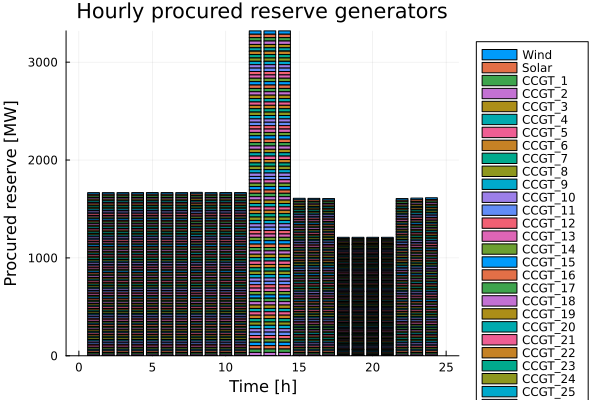 Hourly procured reserve generators
Procured reserve [MW]
3000
2000
1000
0
0 5 10 15 20 25
Time [h]
Wind
Solar
CCGT_1
CCGT_2
CCGT_3
CCGT_4
CCGT_5
CCGT_6
CCGT_7
CCGT_8
CCGT_9
CCGT_10
CCGT_11
CCGT_12
CCGT_13
CCGT_14
CCGT_15
CCGT_16
CCGT_17
CCGT_18
CCGT_19
CCGT_20
CCGT_21
CCGT_22
CCGT_23
CCGT_24
CCGT_25